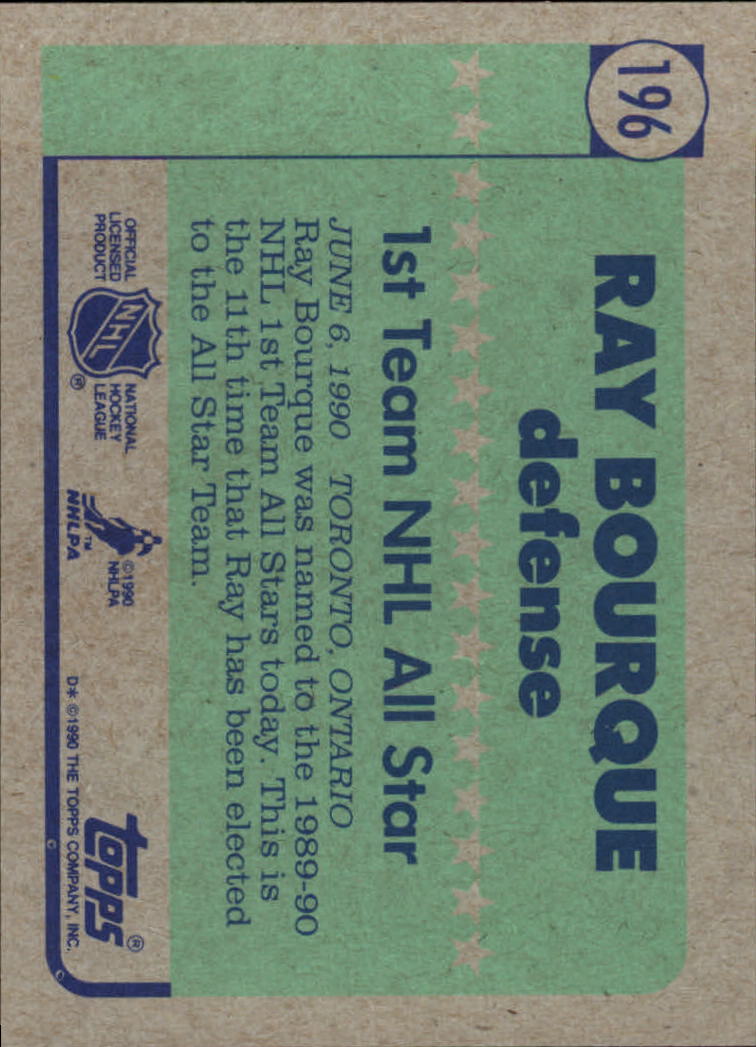 196
RAY BOURQUE
defense
1st Team NHL All Star
JUNE 6, 1990 TORONTO, ONTARIO
Ray Bourque was named to the 1989-90
NHL 1st Team All Stars today. This is
the 11th time that Ray has been elected
to the All Star Team.
OFFICIAL
LICENSED
PRODUCT
NHL
®
NATIONAL
HOCKEY
LEAGUE
©1990
NHLPA
TM
NHLPA
topps®
D* ©1990 THE TOPPS COMPANY, INC.